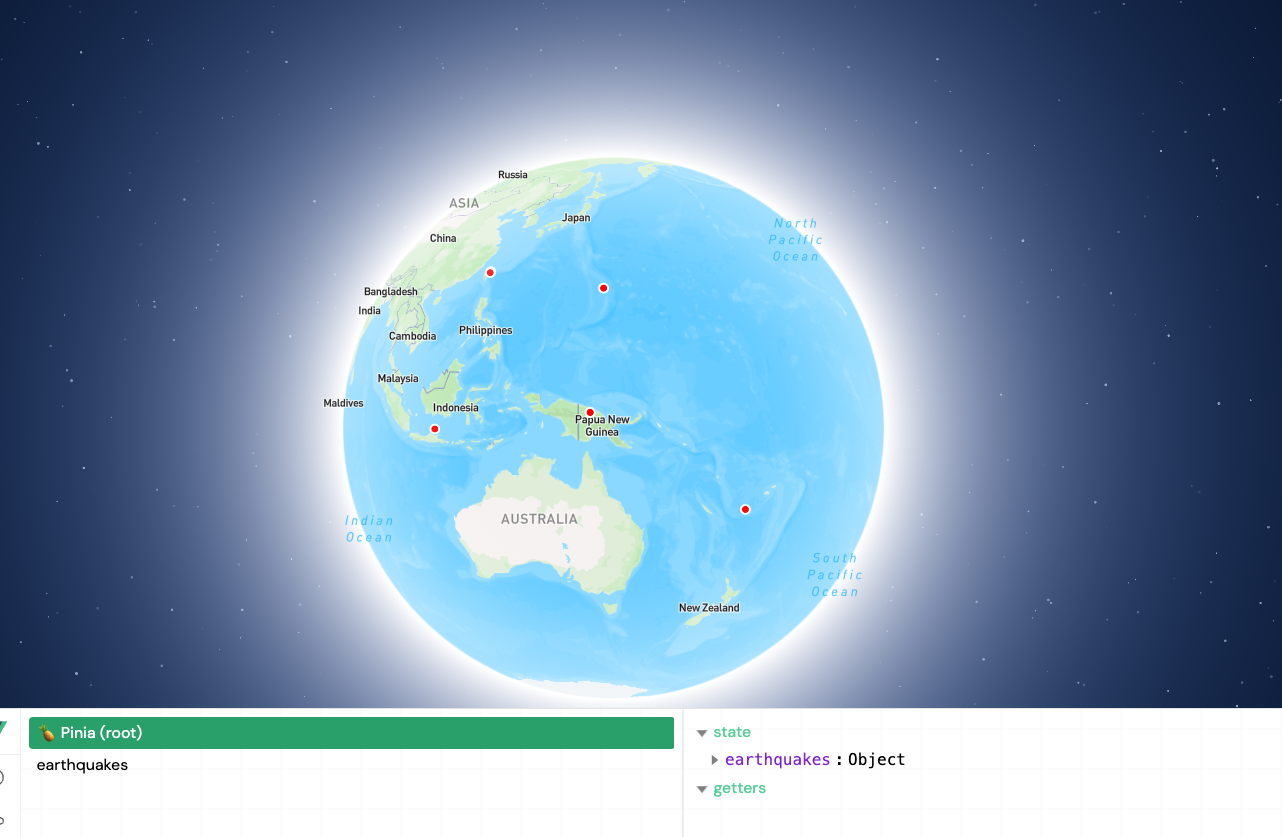 Russia
ASIA
Japan
North
Pacific
Ocean
China
Bangladesh
India
Philippines
Cambodia
Malaysia
Maldives
Indonesia
Papua New
Guinea
AUSTRALIA
Indian
Ocean
South
Pacific
Ocean
New Zealand
🍍 Pinia (root)
earthquakes
state
earthquakes : Object
getters